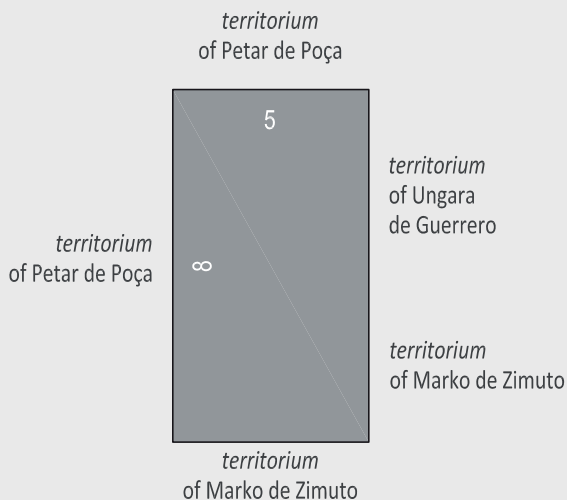 territorium
of Petar de Poça
5
territorium
of Ungara
de Guerrero
territorium
of Petar de Poça
8
territorium
of Marko de Zimuto
territorium
of Marko de Zimuto